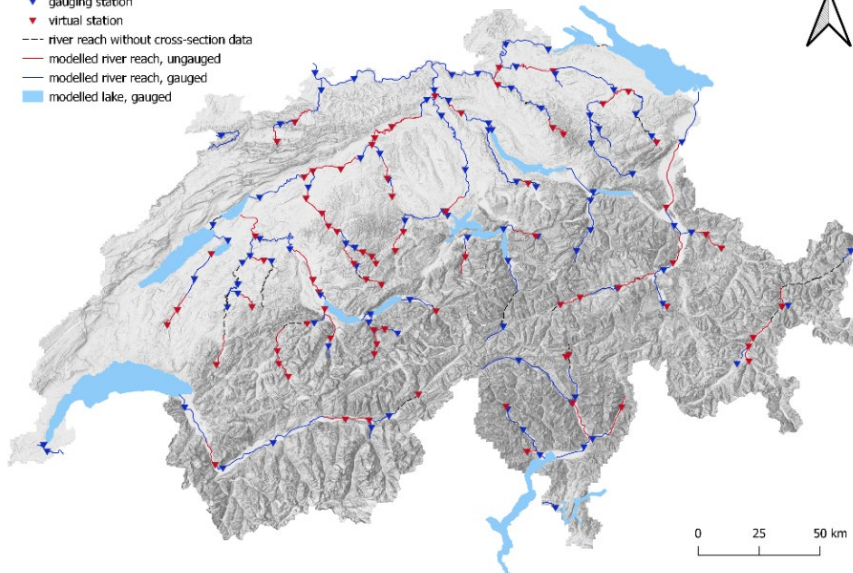 gauging station
virtual station
river reach without cross-section data
modelled river reach, ungauged
modelled river reach, gauged
modelled lake, gauged
0 25 50 km